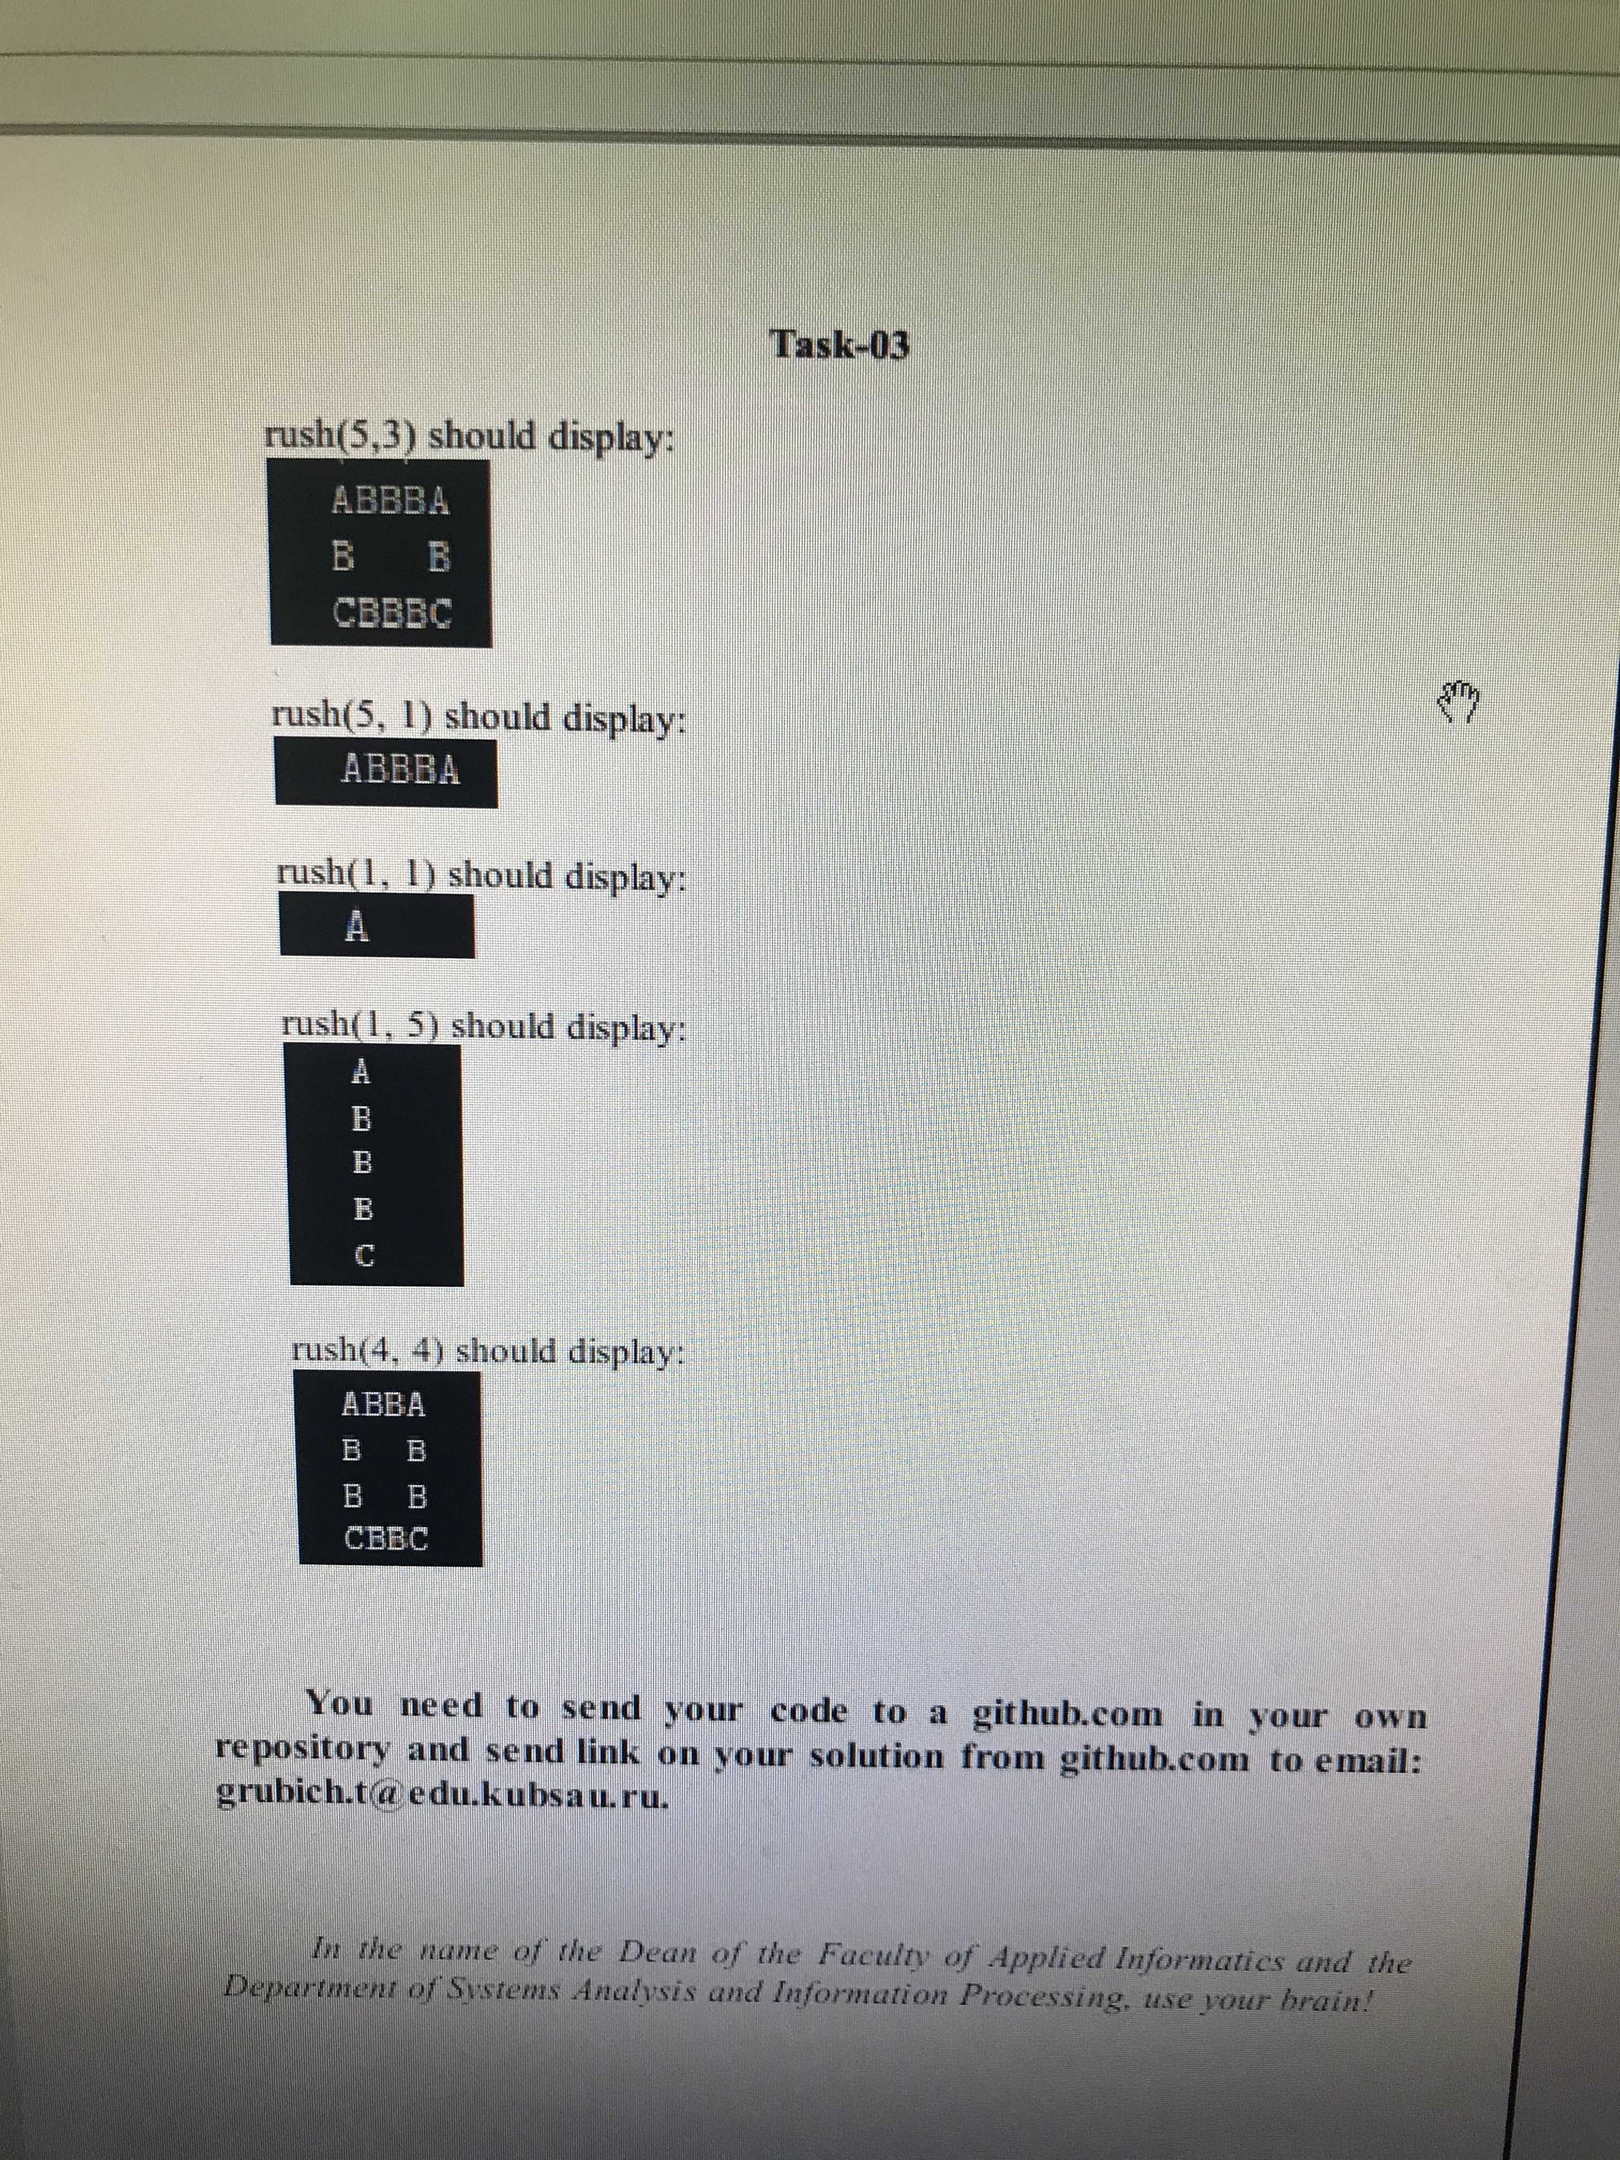 Task-03
rush(5,3) should display:
ABBBA
B   B
CBBBC
rush(5, 1) should display:
ABBBA
rush(1, 1) should display:
A
rush(1, 5) should display:
A
B
B
B
C
rush(4, 4) should display:
ABBA
B  B
B  B
CBBC
You need to send your code to a github.com in your own
repository and send link on your solution from github.com to email:
grubich.t@edu.kubsau.ru.
In the name of the Dean of the Faculty of Applied Informatics and the
Department of Systems Analysis and Information Processing, use your brain!